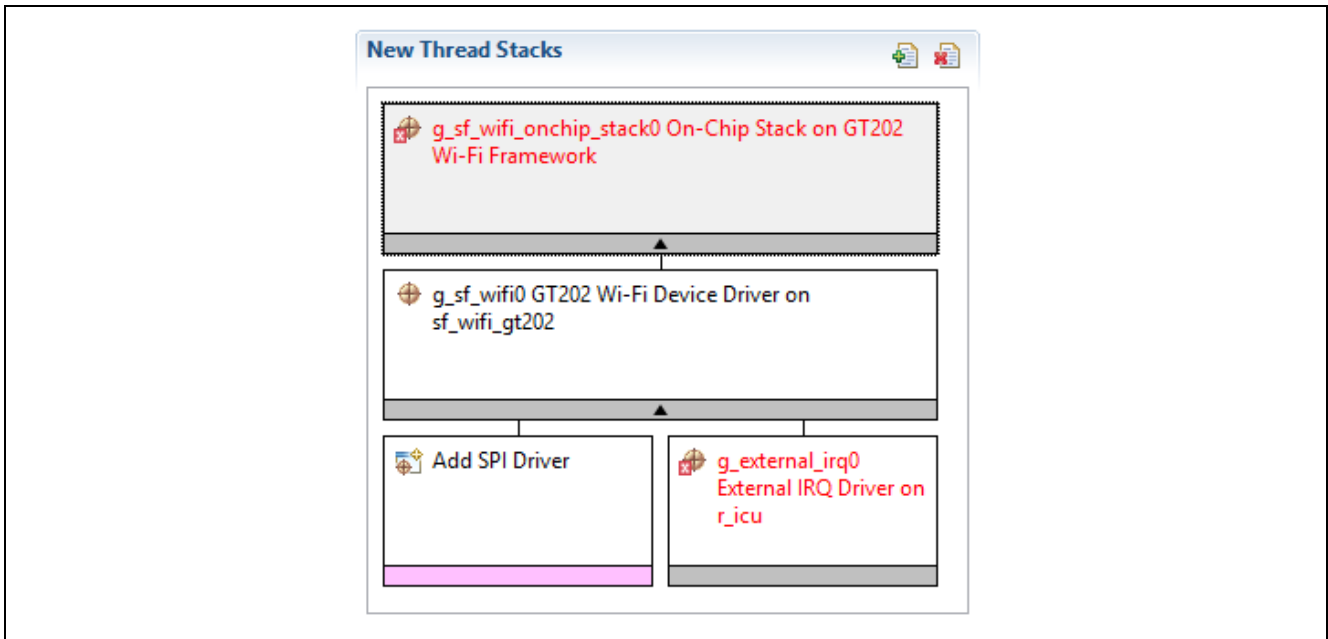 New Thread Stacks
g_sf_wifi_onchip_stack0 On-Chip Stack on GT202
Wi-Fi Framework
g_sf_wifi0 GT202 Wi-Fi Device Driver on
sf_wifi_gt202
Add SPI Driver
g_external_irq0
External IRQ Driver on
r_icu